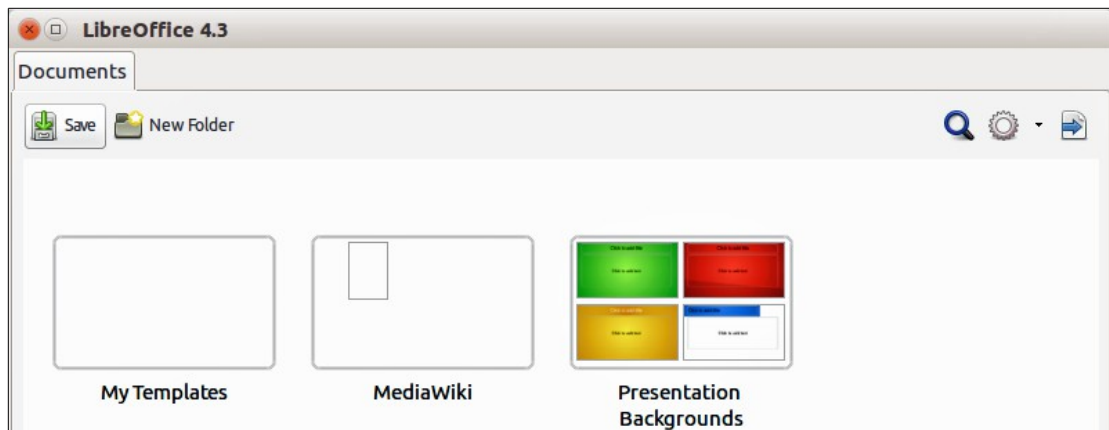 LibreOffice 4.3
Documents
Save New Folder
My Templates MediaWiki Presentation
Backgrounds